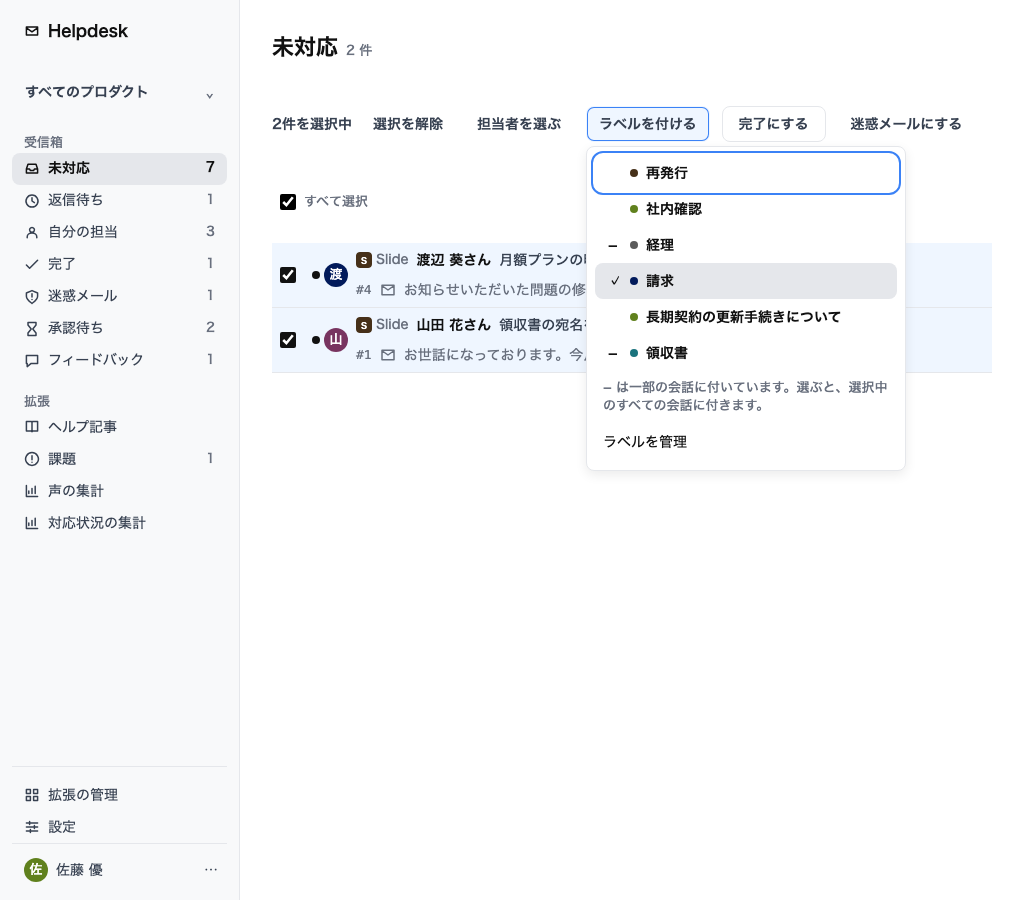 Helpdesk
すべてのプロダクト
受信箱
未対応 7
返信待ち 1
自分の担当 3
完了 1
迷惑メール 1
承認待ち 2
フィードバック 1
拡張
ヘルプ記事
課題 1
声の集計
対応状況の集計
拡張の管理
設定
佐 佐藤 優 …
未対応 2 件
2件を選択中 選択を解除 担当者を選ぶ ラベルを付ける 完了にする 迷惑メールにする
すべて選択
渡 S Slide 渡辺 葵さん 月額プランの
#4 お知らせいただいた問題の修
山 S Slide 山田 花さん 領収書の宛名
#1 お世話になっております。今
再発行
社内確認
– 経理
✓ 請求
長期契約の更新手続きについて
– 領収書
– は一部の会話に付いています。選ぶと、選択中
のすべての会話に付きます。
ラベルを管理